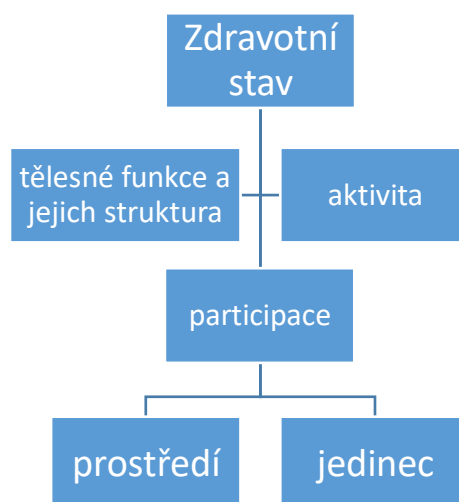 Zdravotní
stav
tělesné funkce a
jejich struktura
aktivita
participace
prostředí
jedinec